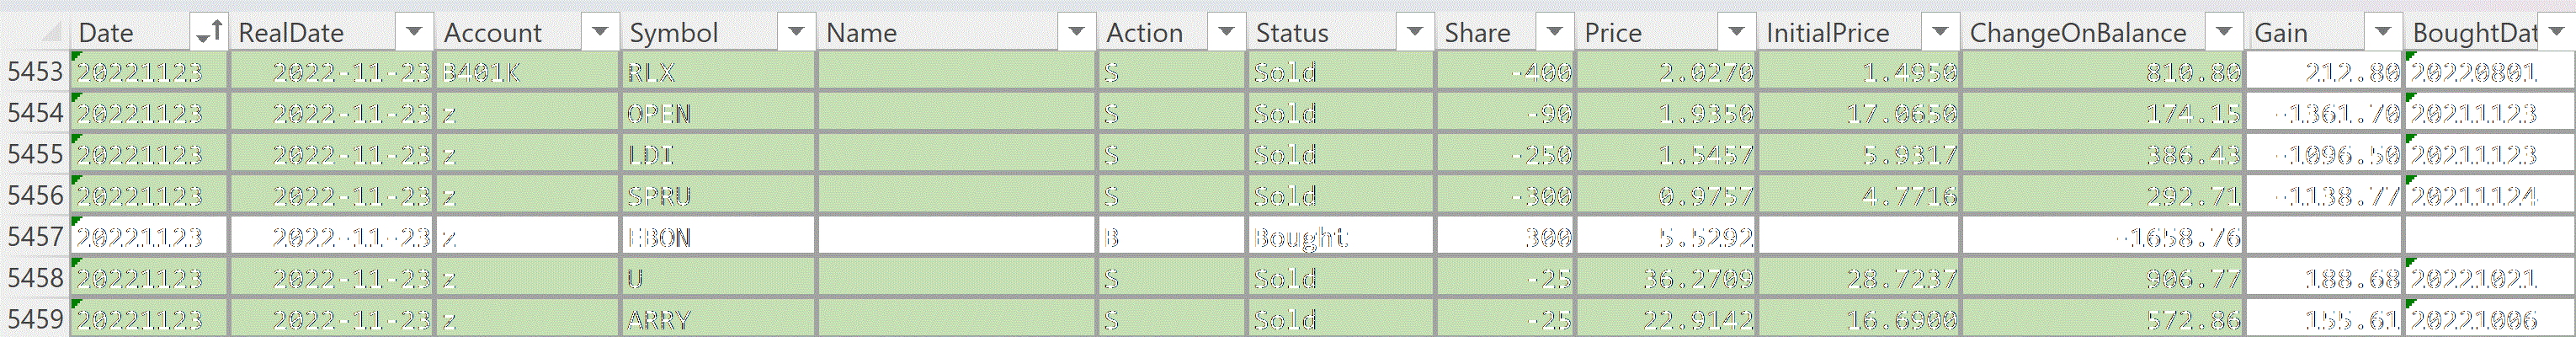 Date RealDate Account Symbol Name Action Status Share Price InitialPrice ChangeOnBalance Gain BoughtDat
5453 20221123 2022-11-23 B401K RLX S Sold -400 2.0270 1.4950 810.80 212.80 20220801
5454 20221123 2022-11-23 z OPEN S Sold -90 1.9350 17.0650 174.15 -1361.70 20211123
5455 20221123 2022-11-23 z LDI S Sold -250 1.5457 5.9317 386.43 -1096.50 20211123
5456 20221123 2022-11-23 z SPRU S Sold -300 0.9757 4.7716 292.71 -1138.77 20211124
5457 20221123 2022-11-23 z EBON B Bought 300 5.5292 -1658.76
5458 20221123 2022-11-23 z U S Sold -25 36.2709 28.7237 906.77 188.68 20221021
5459 20221123 2022-11-23 z ARRY S Sold -25 22.9142 16.6900 572.86 155.61 20221006